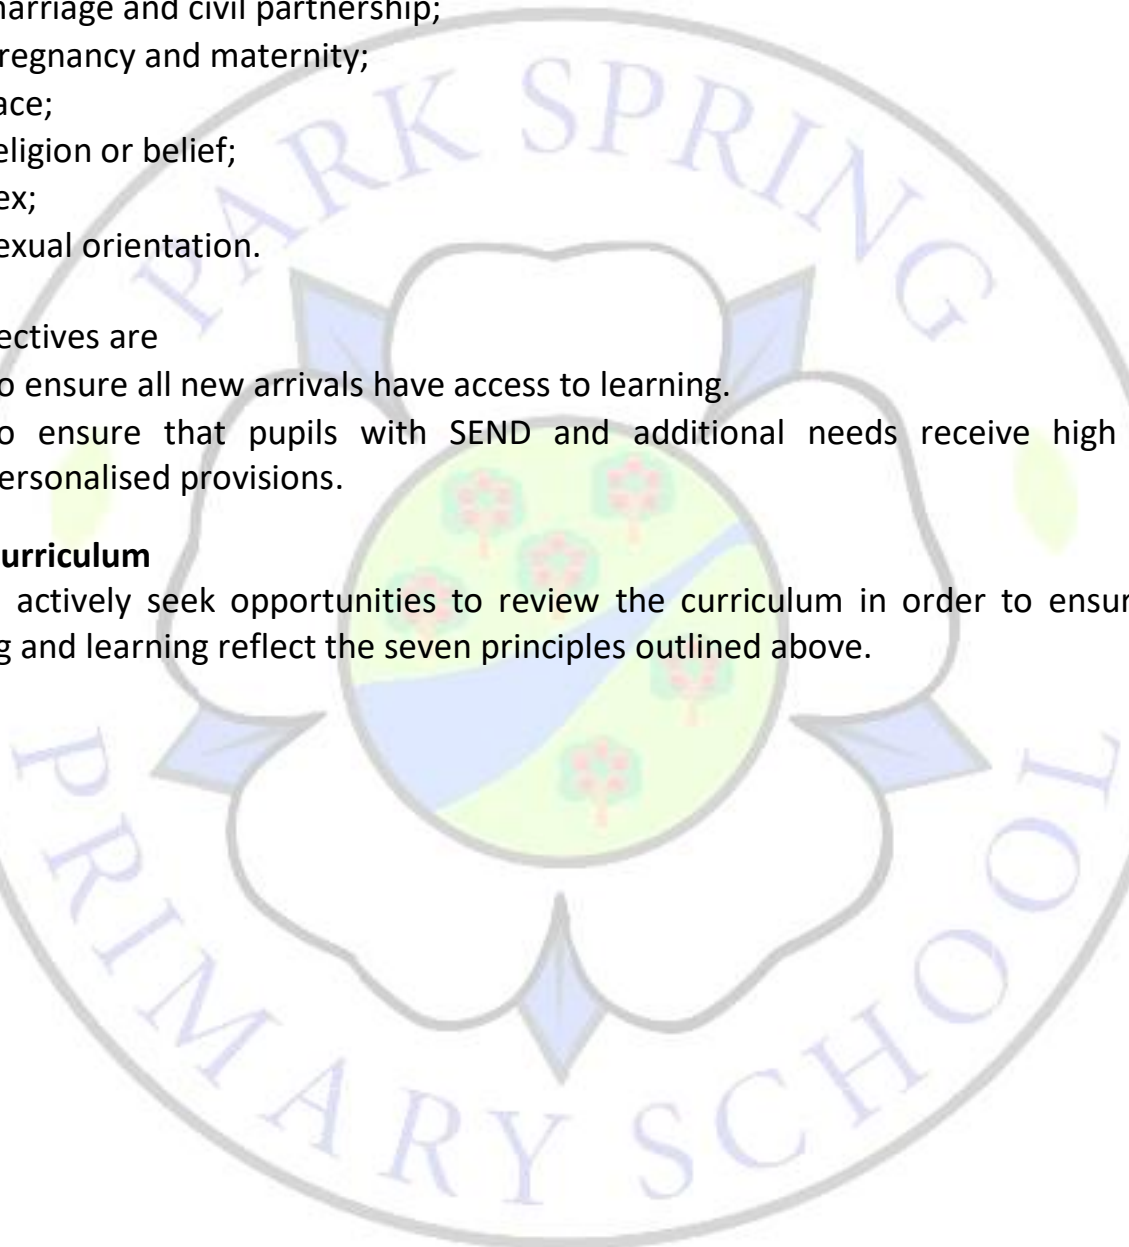 marriage and civil partnership;
regnancy and maternity;
ace;
eligion or belief;
ex;
exual orientation.
ectives are
o ensure all new arrivals have access to learning.
o ensure that pupils with SEND and additional needs receive high
ersonalised provisions.
urriculum
actively seek opportunities to review the curriculum in order to ensur
g and learning reflect the seven principles outlined above.
PARK SPRING
PRIMARY SCHOOL